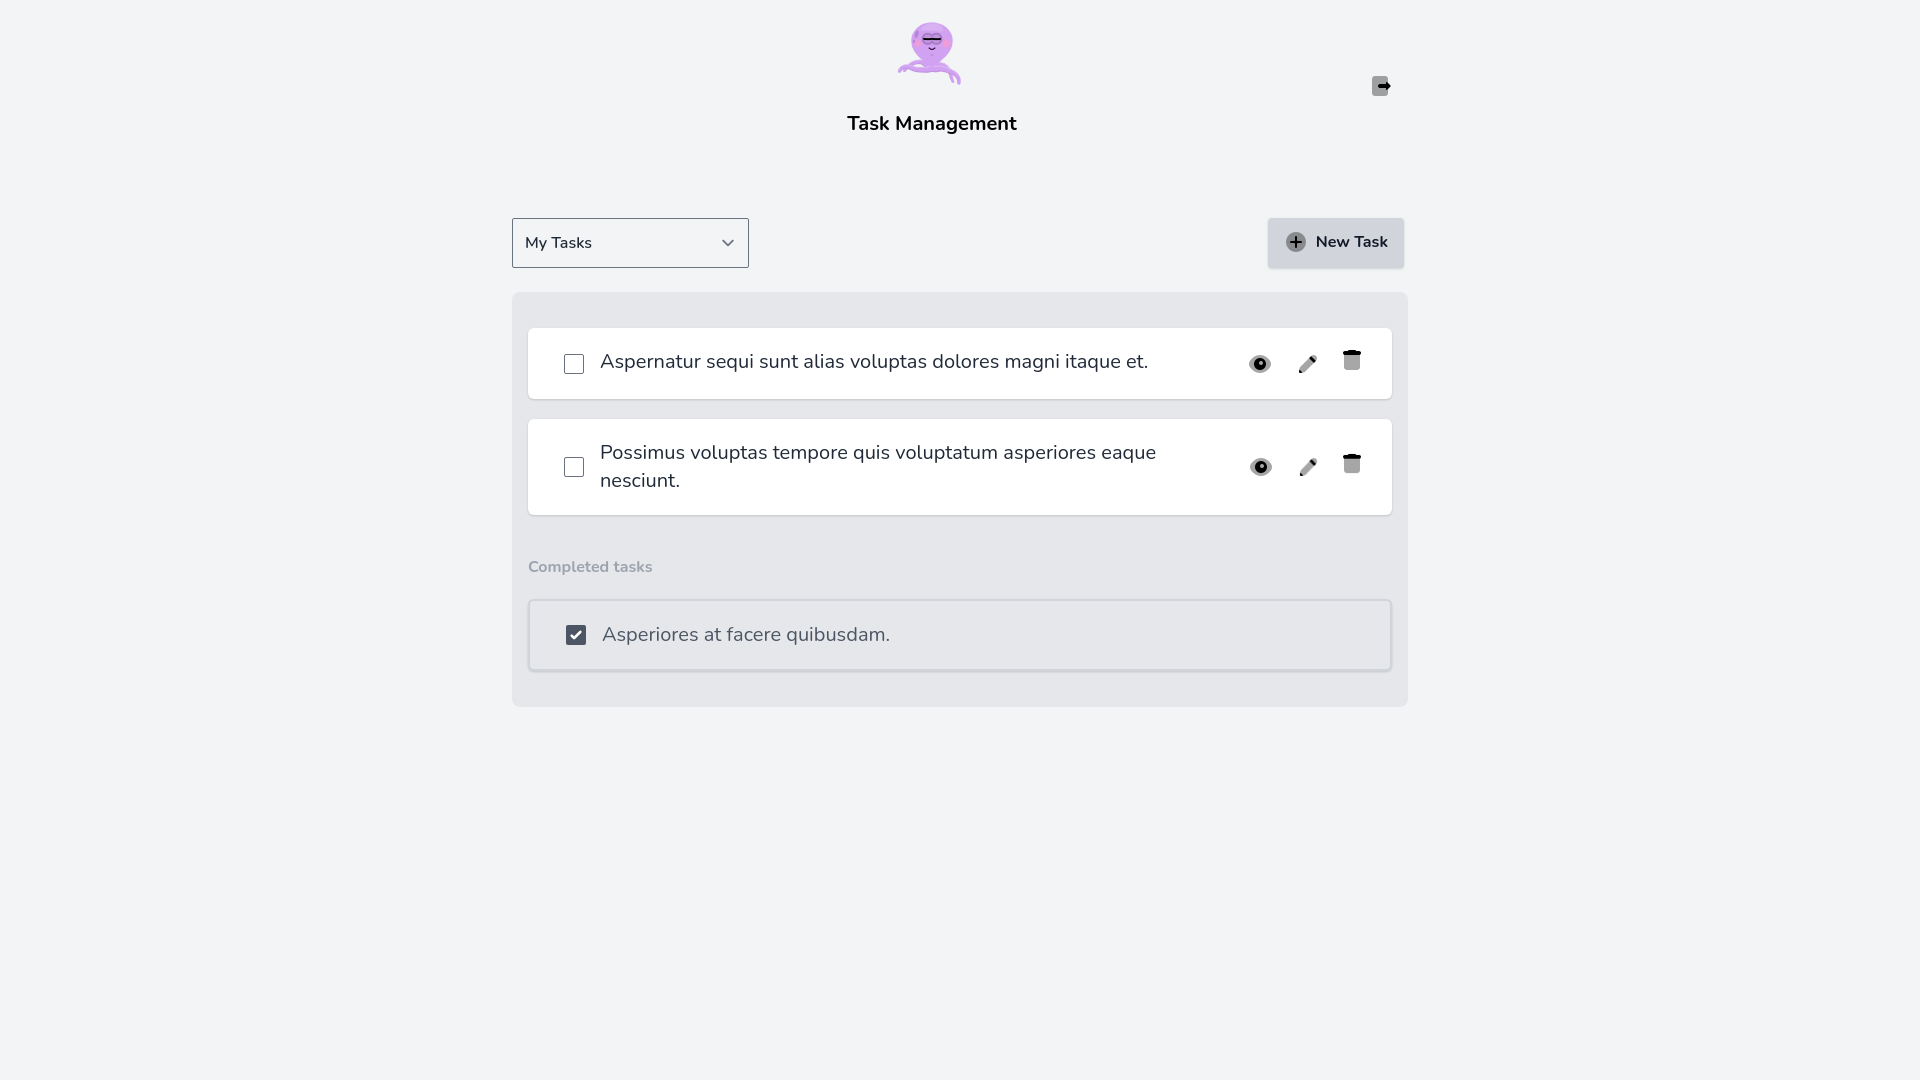 Task Management
My Tasks
New Task
Aspernatur sequi sunt alias voluptas dolores magni itaque et.
Possimus voluptas tempore quis voluptatum asperiores eaque
nesciunt.
Completed tasks
Asperiores at facere quibusdam.